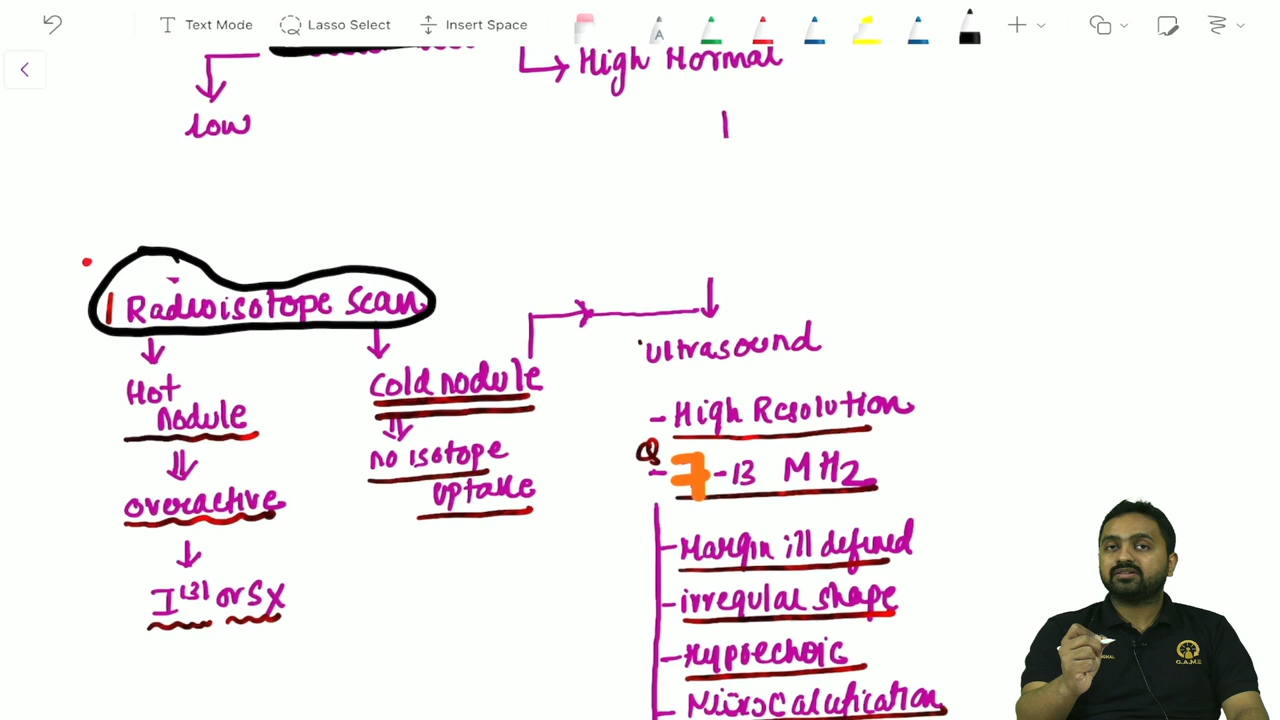 Text Mode
Lasso Select
Insert Space
A
High Normal
low
Radioisotope scan
Hot
nodule
overactive
I131 or Sx
cold nodule
no isotope
uptake
ultrasound
- High Resolution
Q
- 7-13 MHz
- Margin ill defined
- irregular shape
- Hypoechoic
- Microcalcification
G.A.M.E